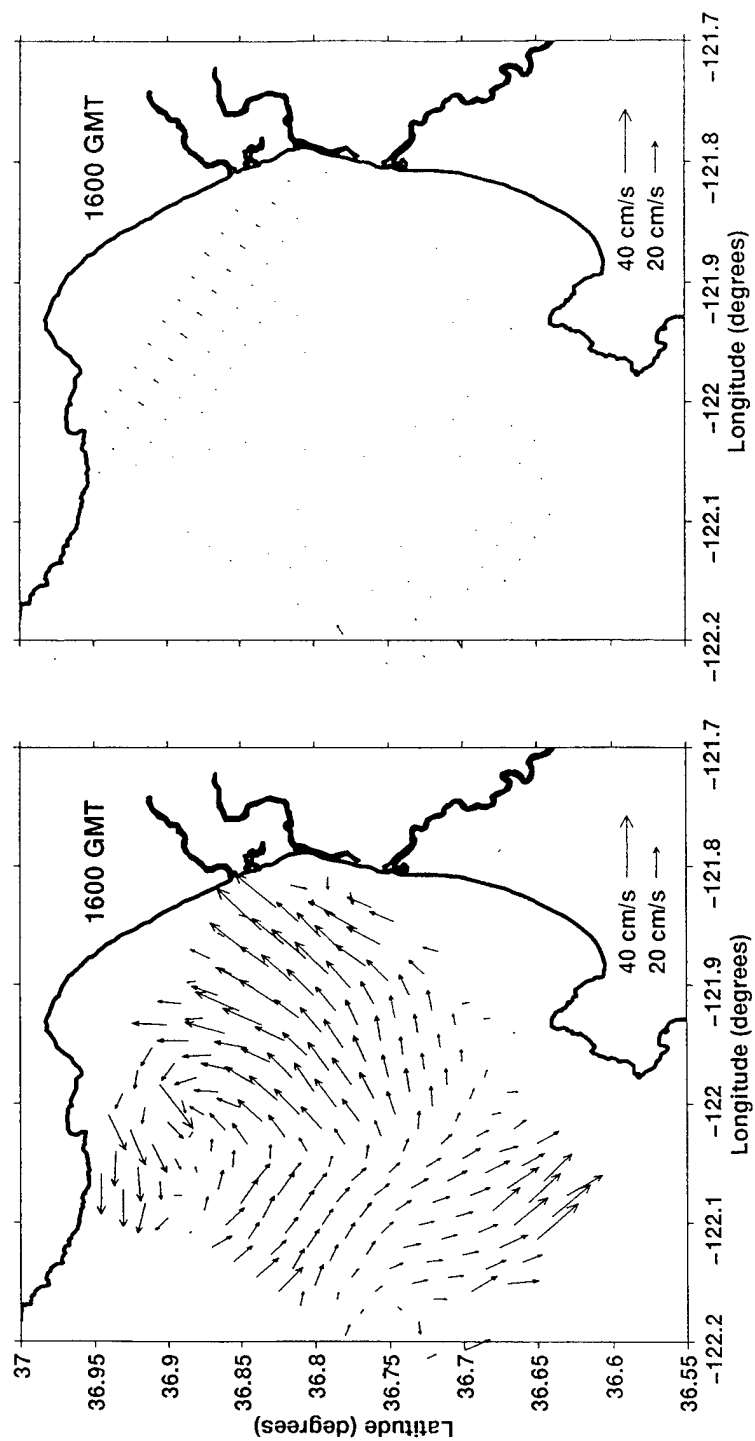 Latitude (degrees)
37
36.95
36.9
36.85
36.8
36.75
36.7
36.65
36.6
36.55
1600 GMT
40 cm/s
20 cm/s
-122.2 -122.1 -122 -121.9 -121.8 -121.7
Longitude (degrees)
1600 GMT
40 cm/s
20 cm/s
-122.2 -122.1 -122 -121.9 -121.8 -121.7
Longitude (degrees)